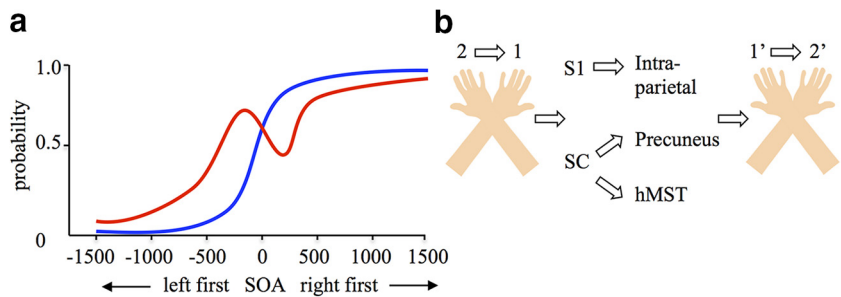 a
probability
1.0
0.5
0
-1500 -1000 -500 0 500 1000 1500
left first SOA right first
b
2 1
S1 Intra-
parietal
SC Precuneus
hMST
1’ 2’